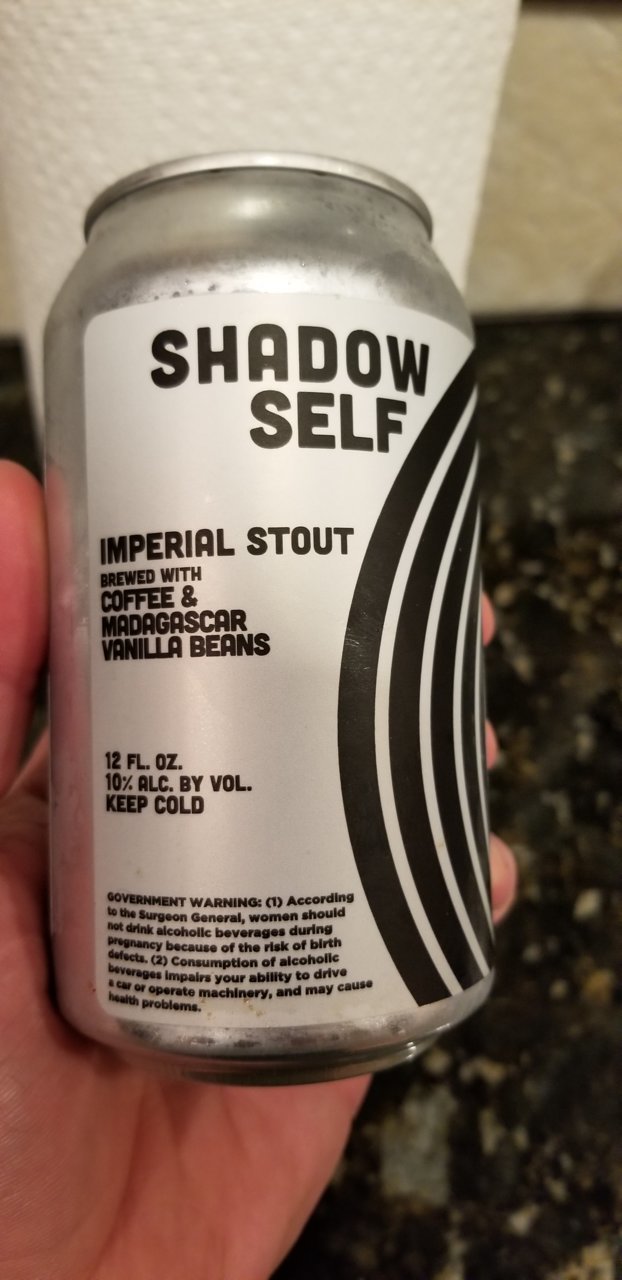 SHADOW
SELF
IMPERIAL STOUT
BREWED WITH
COFFEE &
MADAGASCAR
VANILLA BEANS
12 FL. OZ.
10% ALC. BY VOL.
KEEP COLD
GOVERNMENT WARNING: (1) According
to the Surgeon General, women should
not drink alcoholic beverages during
pregnancy because of the risk of birth
defects. (2) Consumption of alcoholic
beverages impairs your ability to drive
a car or operate machinery, and may cause
health problems.